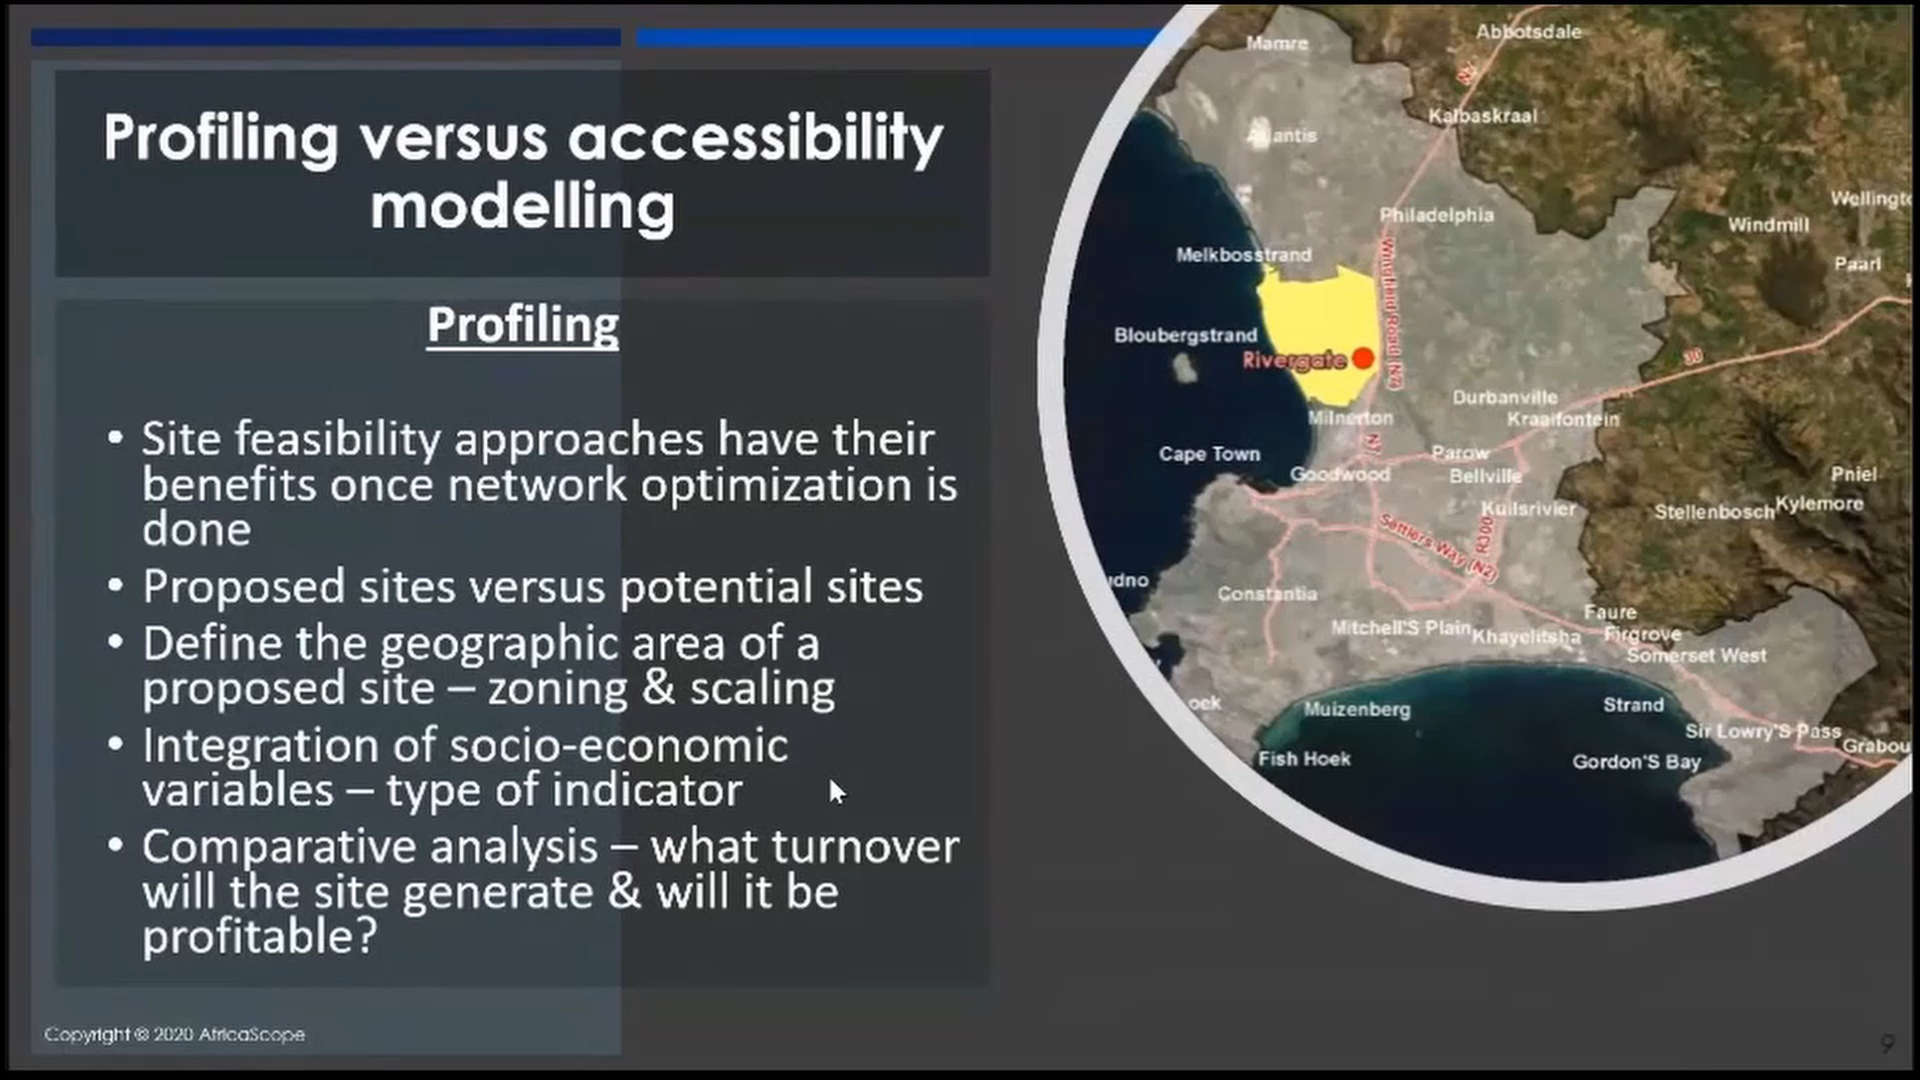 Profiling versus accessibility
modelling
Profiling
• Site feasibility approaches have their
benefits once network optimization is
done
• Proposed sites versus potential sites
• Define the geographic area of a
proposed site – zoning & scaling
• Integration of socio-economic
variables – type of indicator
• Comparative analysis – what turnover
will the site generate & will it be
profitable?
Copyright © 2020 AfricaScope
9
Mamre
Abbotsdale
N7
Kalbaskraal
Wellingto
Philadelphia
Windmill
Melkbosstrand
Paarl
Wingfield Road (N7)
Bloubergstrand
Rivergate
30
Durbanville
Milnerton
Kraaifontein
N7
Cape Town
Parow
Goodwood
Bellville
Pniel
Kuilsrivier
Stellenbosch
Kylemore
Settlers Way (N2)
R300
udno
Constantia
Faure
Mitchell'S Plain
Khayelitsha
Firgrove
Somerset West
oek
Muizenberg
Strand
Sir Lowry'S Pass
Grabou
Fish Hoek
Gordon'S Bay